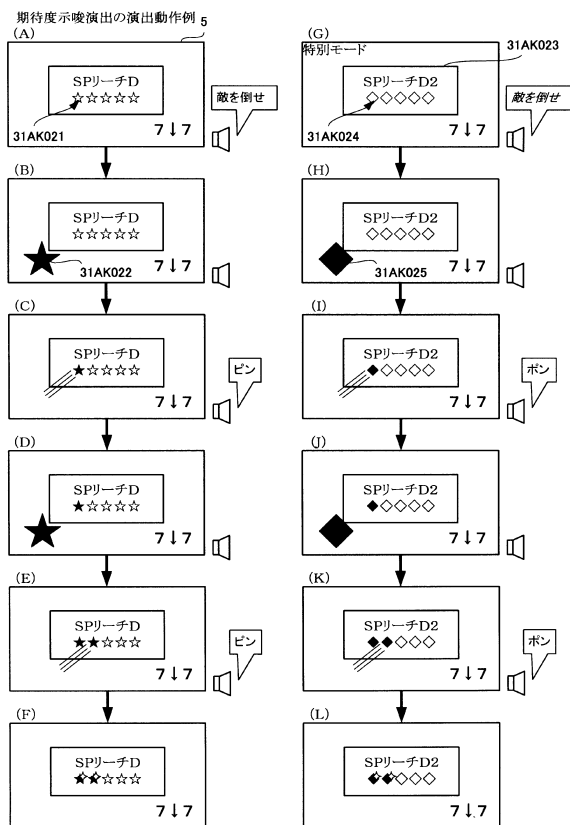 期待度示唆演出の演出動作例 5
(A)
SPリーチD
☆☆☆☆☆
31AK021
7↓7
敵を倒せ
(B)
SPリーチD
☆☆☆☆☆
31AK022
7↓7
(C)
SPリーチD
★☆☆☆☆
7↓7
ピン
(D)
SPリーチD
★☆☆☆☆
7↓7
(E)
SPリーチD
★★☆☆☆
7↓7
ピン
(F)
SPリーチD
★★☆☆☆
7↓7
(G)
特別モード
31AK023
SPリーチD2
◇◇◇◇◇
31AK024
7↓7
敵を倒せ
(H)
SPリーチD2
◇◇◇◇◇
31AK025
7↓7
(I)
SPリーチD2
◆◇◇◇◇
7↓7
ポン
(J)
SPリーチD2
◆◇◇◇◇
7↓7
(K)
SPリーチD2
◆◆◇◇◇
7↓7
ポン
(L)
SPリーチD2
◆◆◇◇◇
7↓7